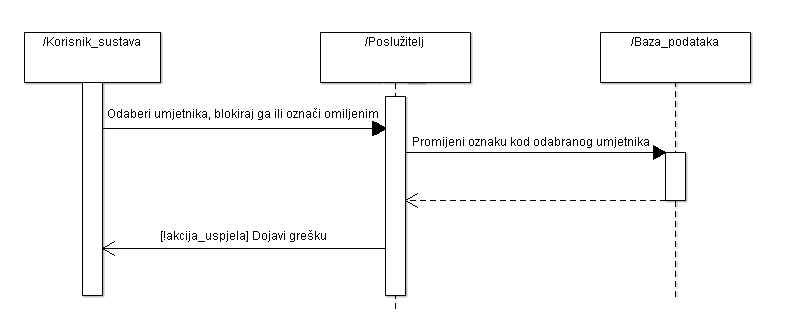 /Korisnik_sustava
/Poslužitelj
/Baza_podataka
Odaberi umjetnika, blokiraj ga ili označi omiljenim
Promijeni oznaku kod odabranog umjetnika
[!akcija_uspjela] Dojavi grešku